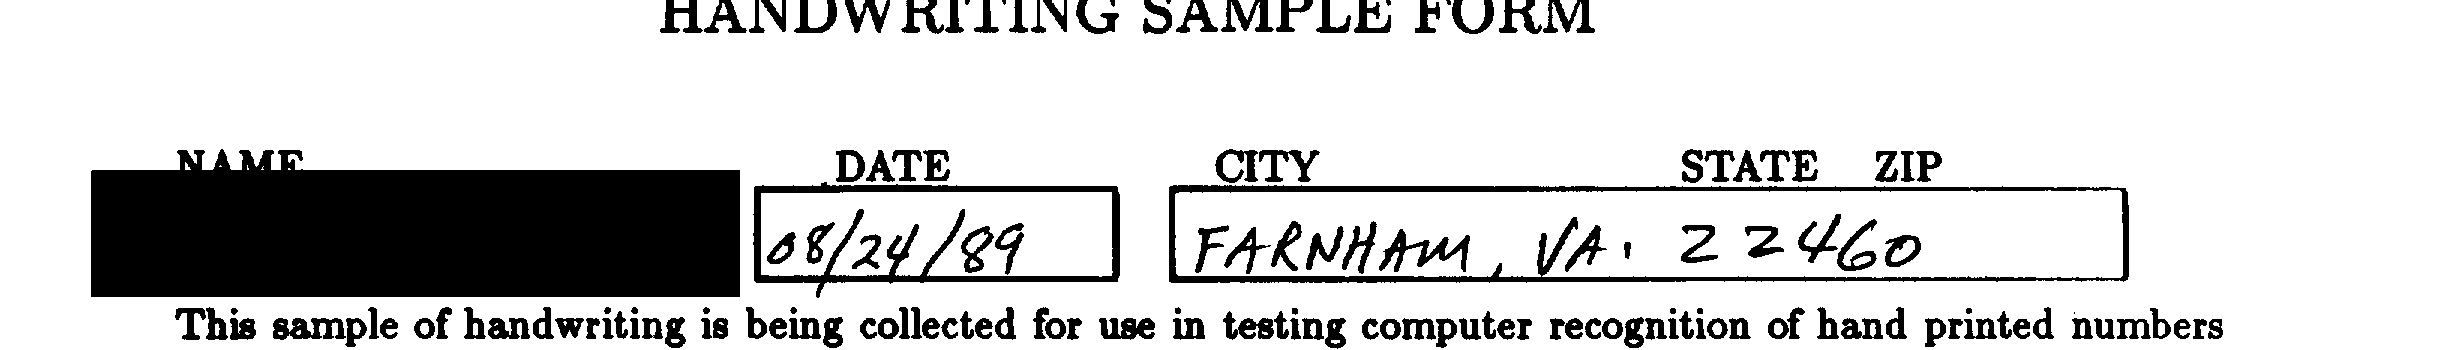 HANDWRITING SAMPLE FORM
NAME DATE CITY STATE ZIP
08/24/89 FARNHAM, VA. 22460
This sample of handwriting is being collected for use in testing computer recognition of hand printed numbers